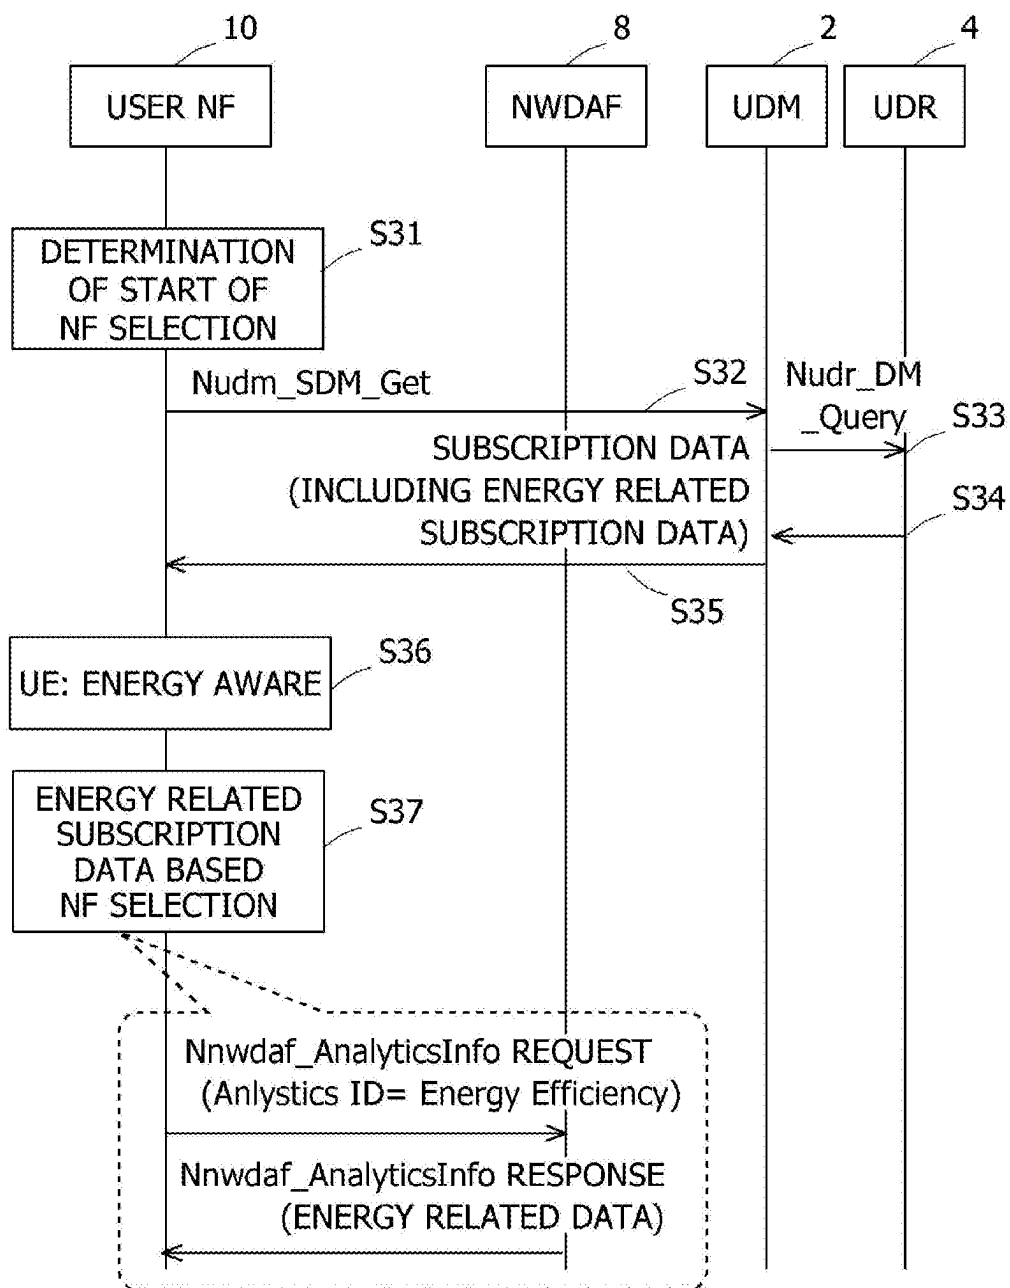 10
8
2
4
USER NF
NWDAF
UDM
UDR
S31
DETERMINATION
OF START OF
NF SELECTION
Nudm_SDM_Get
S32
Nudr_DM
_Query
S33
SUBSCRIPTION DATA
(INCLUDING ENERGY RELATED
SUBSCRIPTION DATA)
S34
S35
S36
UE: ENERGY AWARE
S37
ENERGY RELATED
SUBSCRIPTION
DATA BASED
NF SELECTION
Nnwdaf_AnalyticsInfo REQUEST
(Anlystics ID= Energy Efficiency)
Nnwdaf_AnalyticsInfo RESPONSE
(ENERGY RELATED DATA)